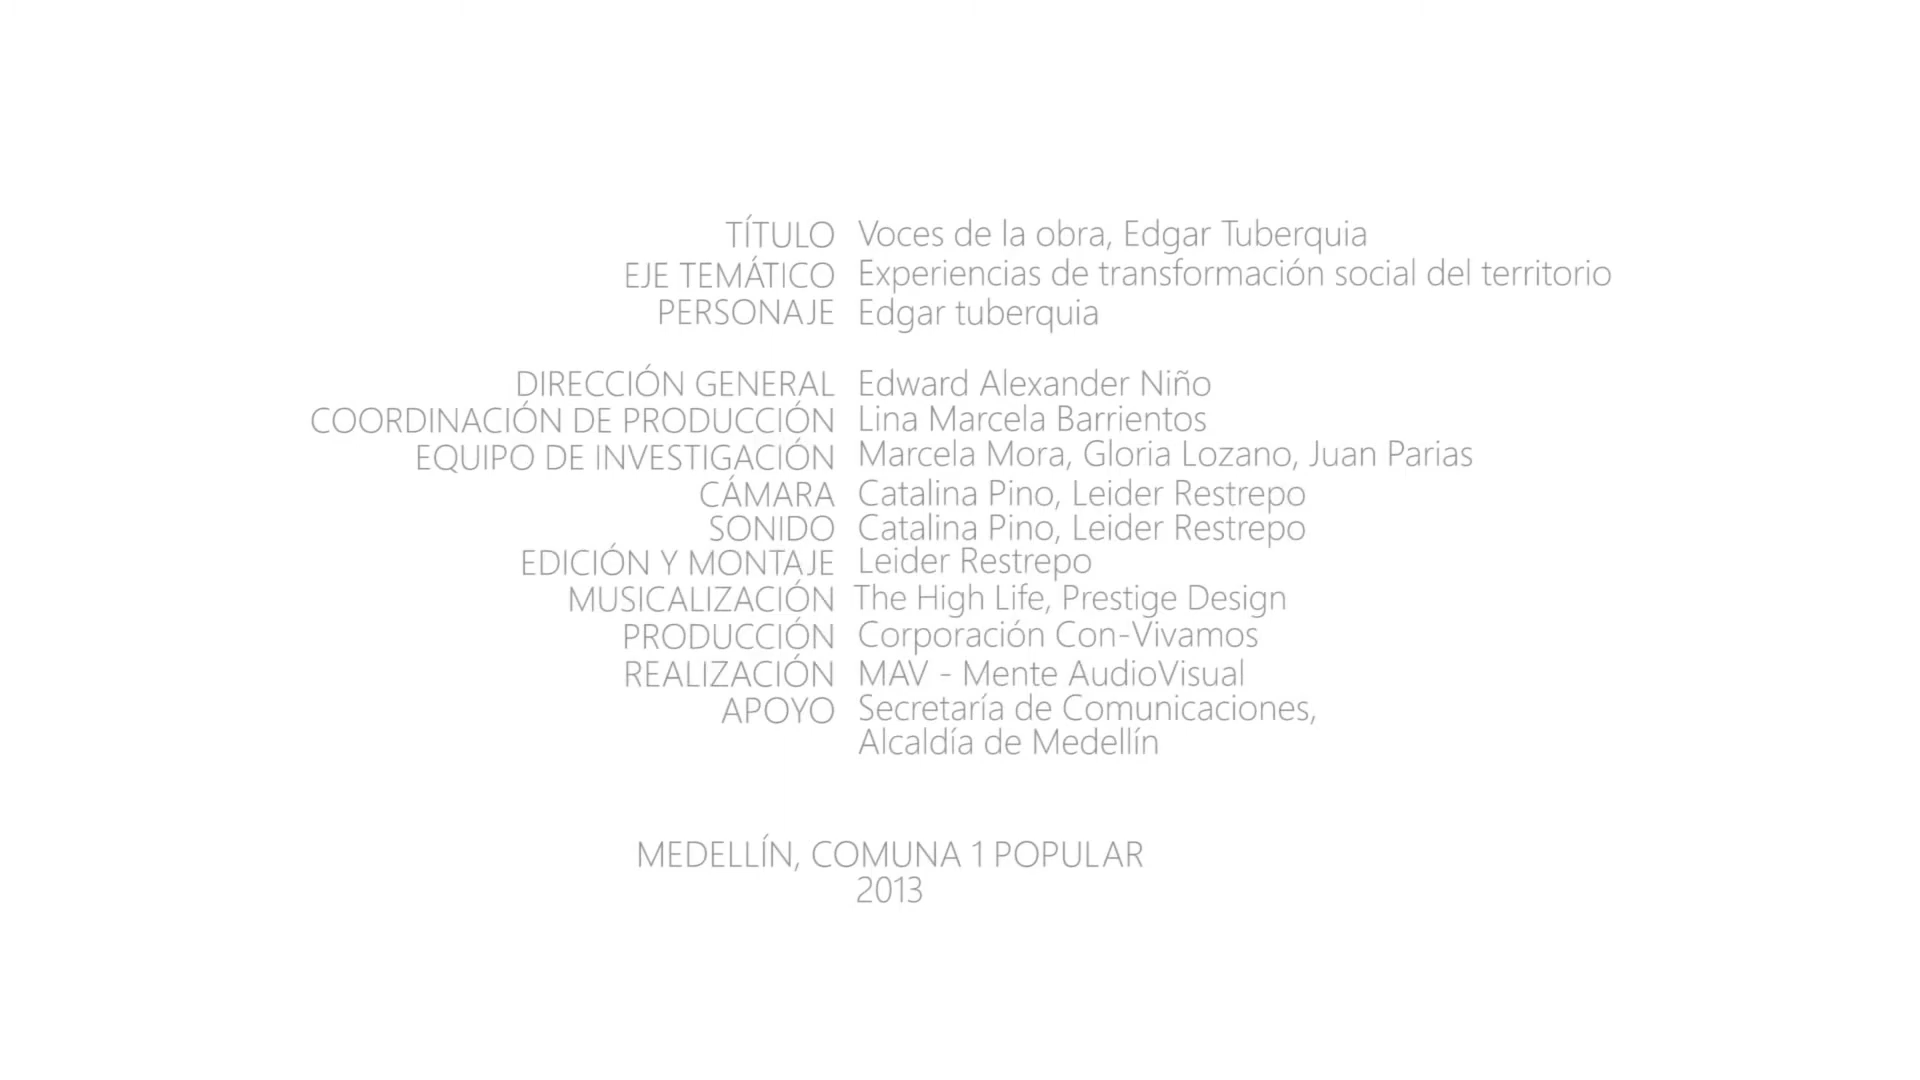 TÍTULO Voces de la obra, Edgar Tuberquia
EJE TEMÁTICO Experiencias de transformación social del territorio
PERSONAJE Edgar tuberquia
DIRECCIÓN GENERAL Edward Alexander Niño
COORDINACIÓN DE PRODUCCIÓN Lina Marcela Barrientos
EQUIPO DE INVESTIGACIÓN Marcela Mora, Gloria Lozano, Juan Parias
CÁMARA Catalina Pino, Leider Restrepo
SONIDO Catalina Pino, Leider Restrepo
EDICIÓN Y MONTAJE Leider Restrepo
MUSICALIZACIÓN The High Life, Prestige Design
PRODUCCIÓN Corporación Con-Vivamos
REALIZACIÓN MAV - Mente AudioVisual
APOYO Secretaría de Comunicaciones,
Alcaldía de Medellín
MEDELLÍN, COMUNA 1 POPULAR
2013